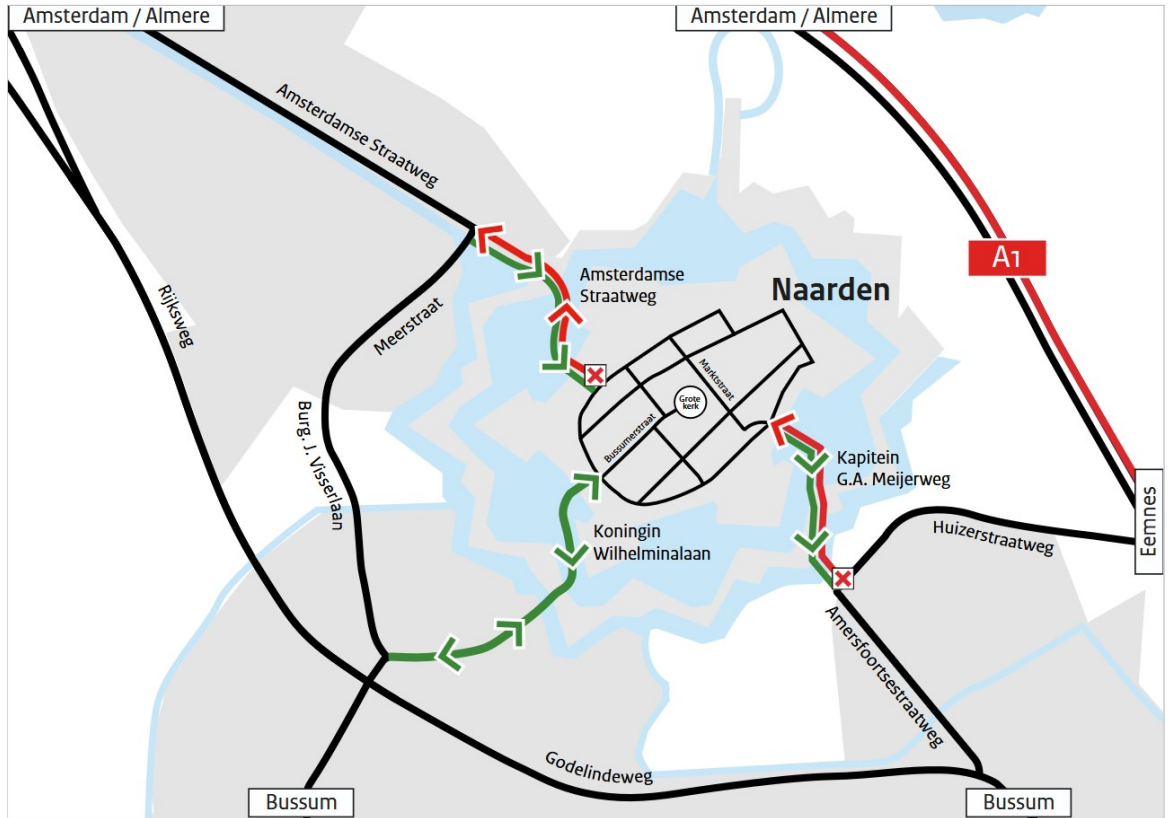 Amsterdam / Almere
Amsterdam / Almere
Amsterdamse Straatweg
A1
Amsterdamse
Straatweg
Naarden
Rijksweg
Meerstraat
Marktstraat
Grote
kerk
Bussumerstraat
Burg. J. Visserlaan
Kapitein
G.A. Meijerweg
Koningin
Wilhelminalaan
Huizerstraatweg
Eemnes
Amersfoortsestraatweg
Godelindeweg
Bussum
Bussum